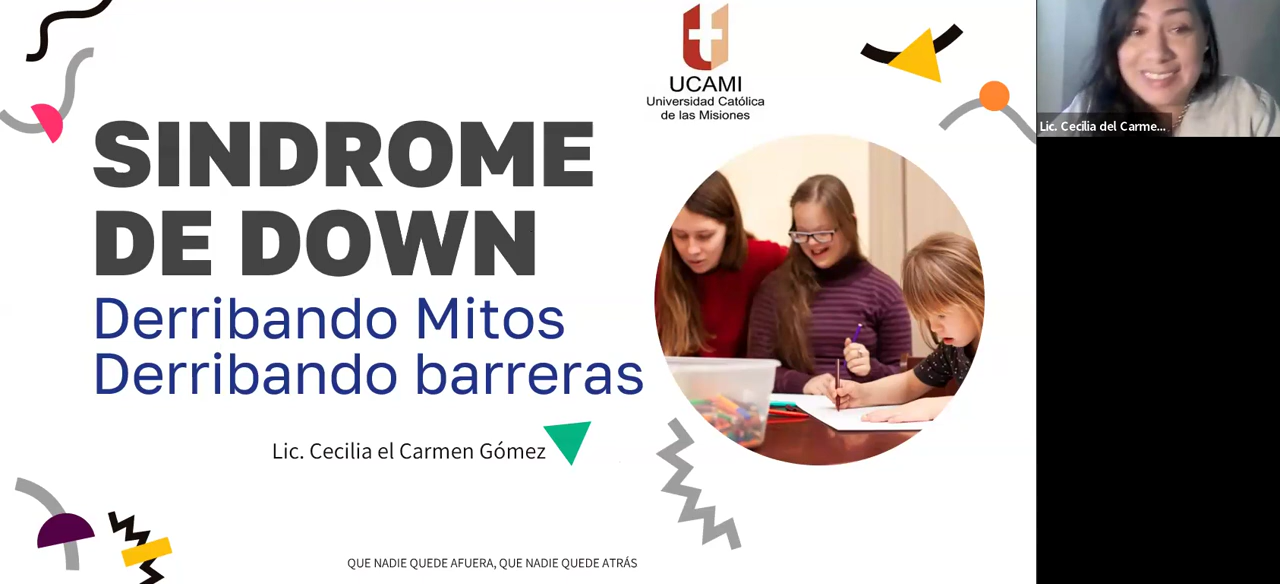 UCAMI
Universidad Católica
de las Misiones
SINDROME
DE DOWN
Derribando Mitos
Derribando barreras
Lic. Cecilia el Carmen Gómez
QUE NADIE QUEDE AFUERA, QUE NADIE QUEDE ATRÁS
Lic. Cecilia del Carme...